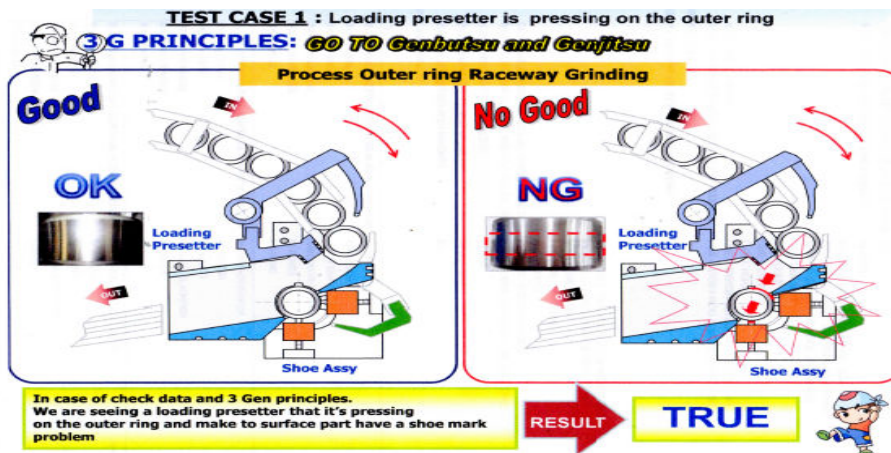 TEST CASE 1 : Loading presetter is pressing on the outer ring
3 G PRINCIPLES: GO TO Genbutsu and Genjitsu
Process Outer ring Raceway Grinding
Good
IN
OK
Loading
Presetter
OUT
Shoe Assy
No Good
IN
NG
Loading
Presetter
OUT
Shoe Assy
In case of check data and 3 Gen principles.
We are seeing a loading presetter that it's pressing
on the outer ring and make to surface part have a shoe mark
problem
RESULT
TRUE